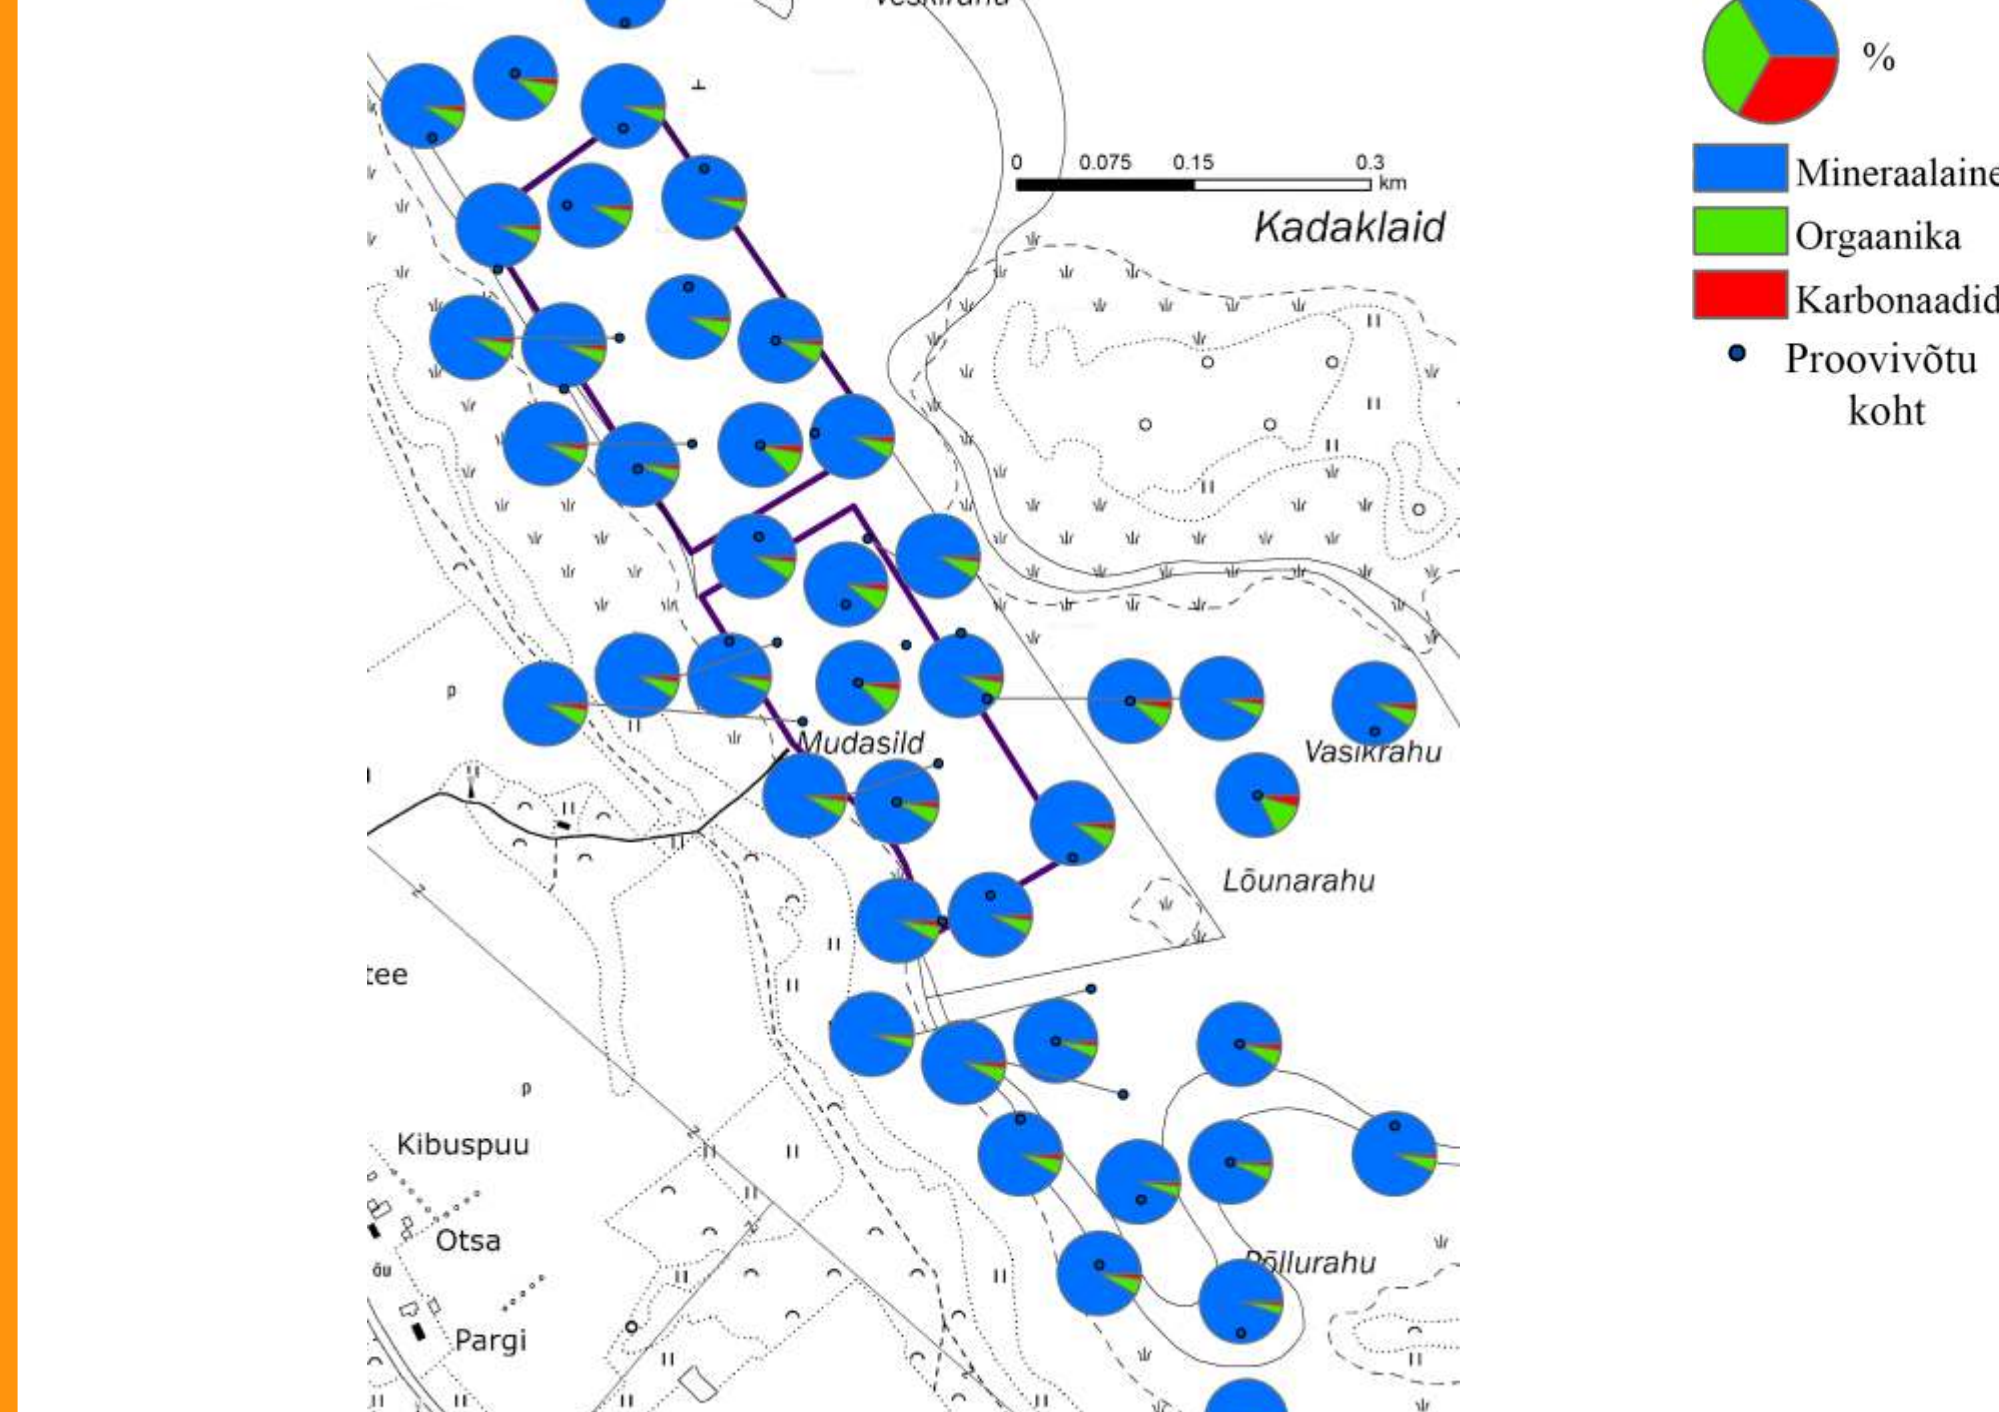 %
0 0.075 0.15 0.3
km
Mineraalaine
Kadaklaid
Orgaanika
Karbonaadid
Proovivõtu
koht
p
Mudasild
Vasikrahu
Lõunarahu
tee
p
Kibuspuu
Otsa
õu
Põllurahu
Pargi